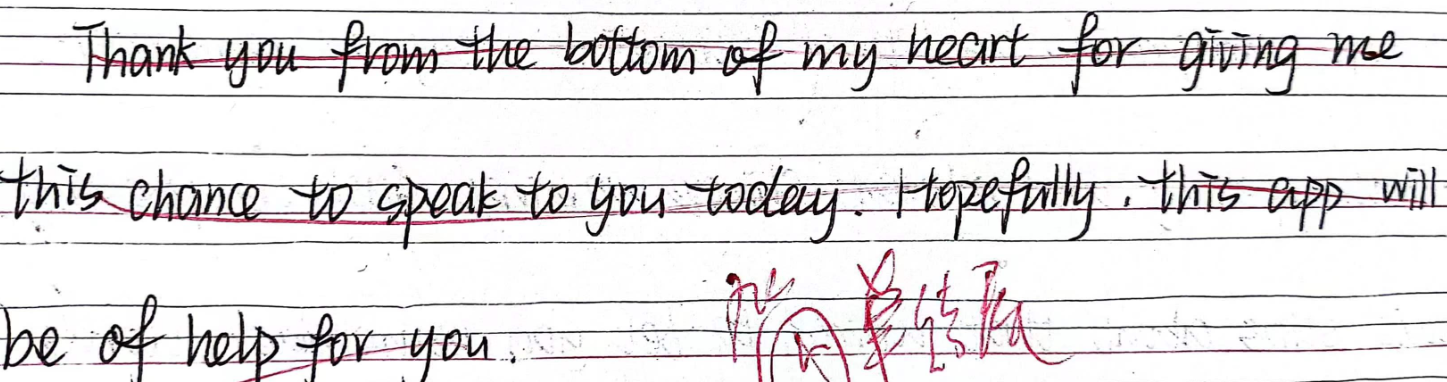 Thank you from the bottom of my heart for giving me
this chance to speak to you today. Hopefully, this app will
be of help for you.